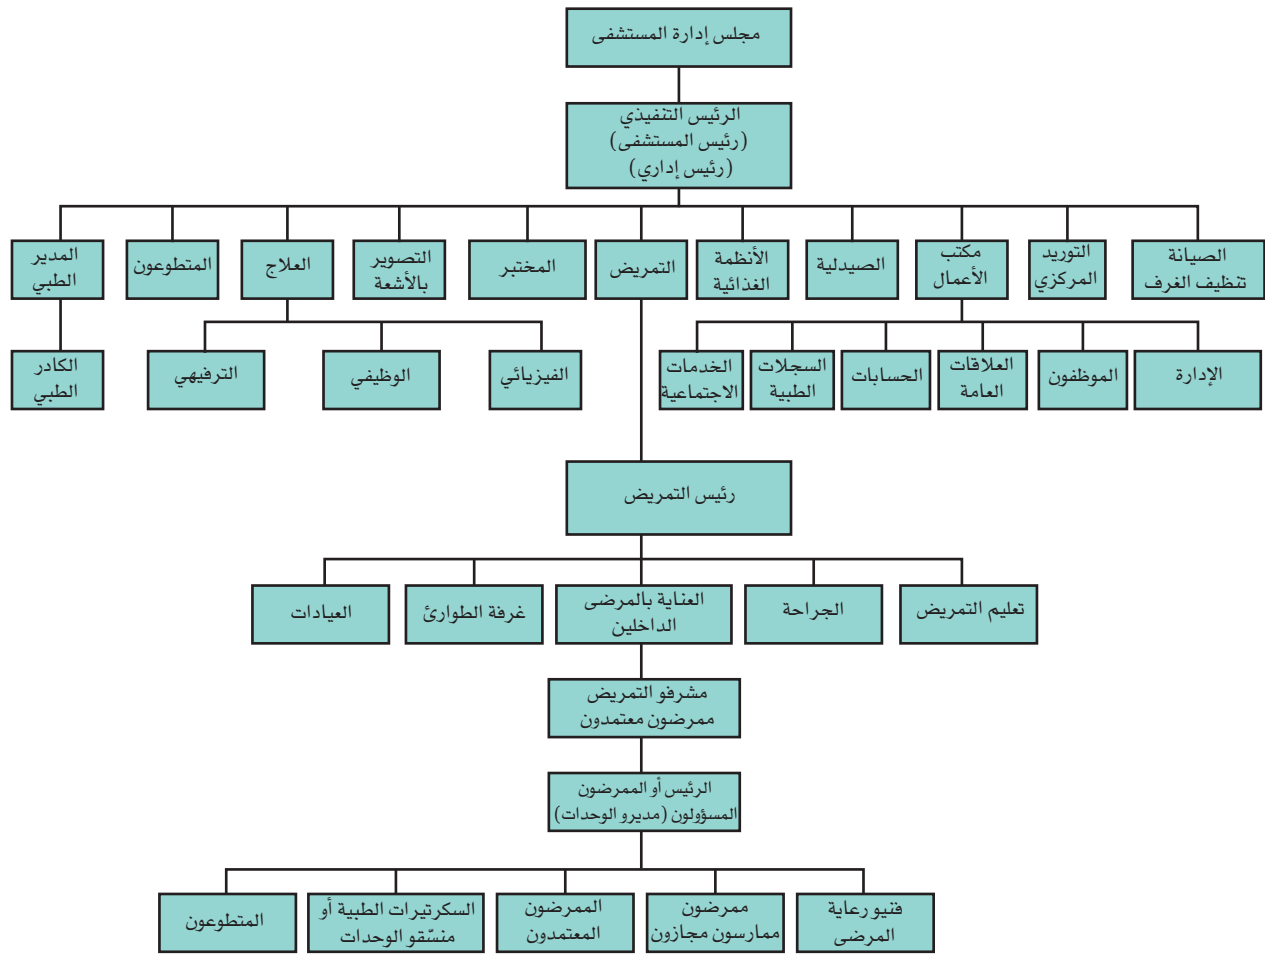 مجلس إدارة المستشفى
الرئيس التنفيذي
(رئيس المستشفى)
(رئيس إداري)
الصيانة
تنظيف الغرف
التوريد
المركزي
مكتب
الأعمال
الصيدلية
الأنظمة
الغذائية
التمريض
المختبر
التصوير
بالأشعة
العلاج
المتطوعون
المدير
الطبي
الإدارة
الموظفون
العلاقات
العامة
الحسابات
السجلات
الطبية
الخدمات
الاجتماعية
الفيزيائي
الوظيفي
الترفيهي
الكادر
الطبي
رئيس التمريض
تعليم التمريض
الجراحة
العناية بالمرضى
الداخلين
غرفة الطوارئ
العيادات
مشرفو التمريض
ممرضون معتمدون
الرئيس أو الممرضون
المسؤولون (مديرو الوحدات)
فنيو رعاية
المرضى
ممرضون
ممارسون مجازون
الممرضون
المعتمدون
السكرتيرات الطبية أو
منسّقو الوحدات
المتطوعون